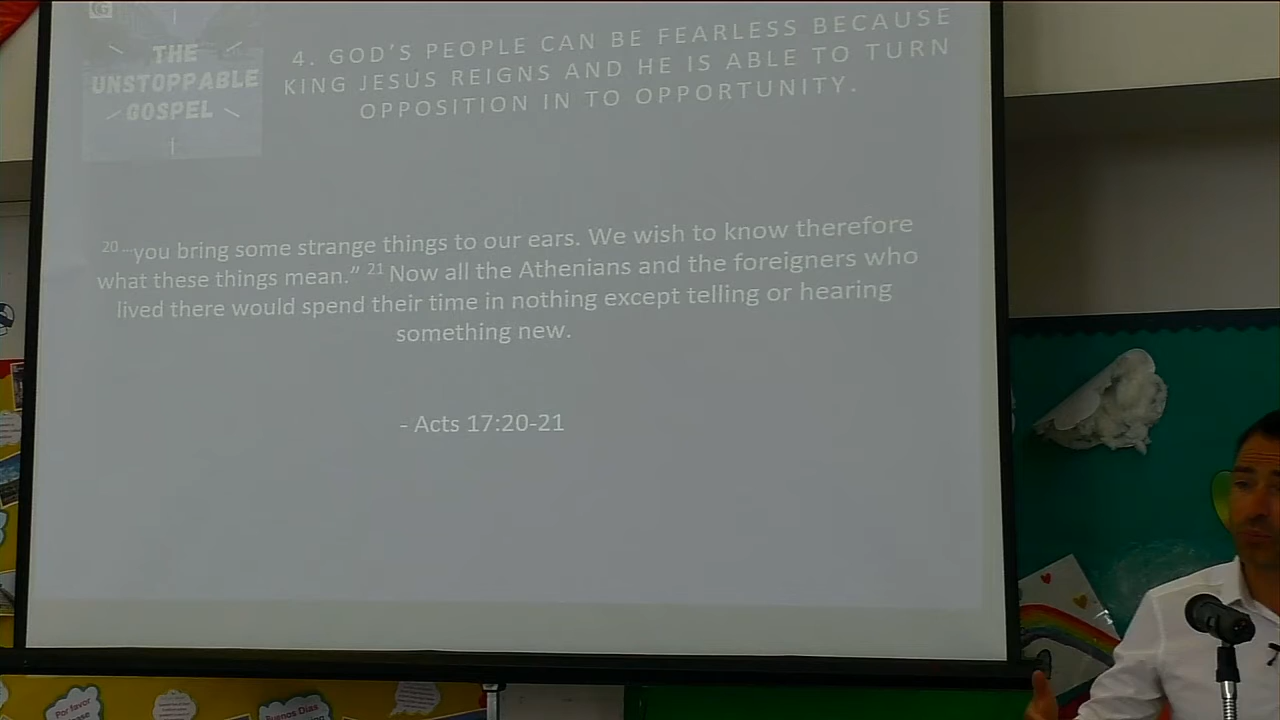 THE
UNSTOPPABLE
GOSPEL
4. GOD'S PEOPLE CAN BE FEARLESS BECAUSE
KING JESUS REIGNS AND HE IS ABLE TO TURN
OPPOSITION IN TO OPPORTUNITY.
20 …you bring some strange things to our ears. We wish to know therefore
what these things mean.” 21 Now all the Athenians and the foreigners who
lived there would spend their time in nothing except telling or hearing
something new.
- Acts 17:20-21
Por favor
Buenos Dias